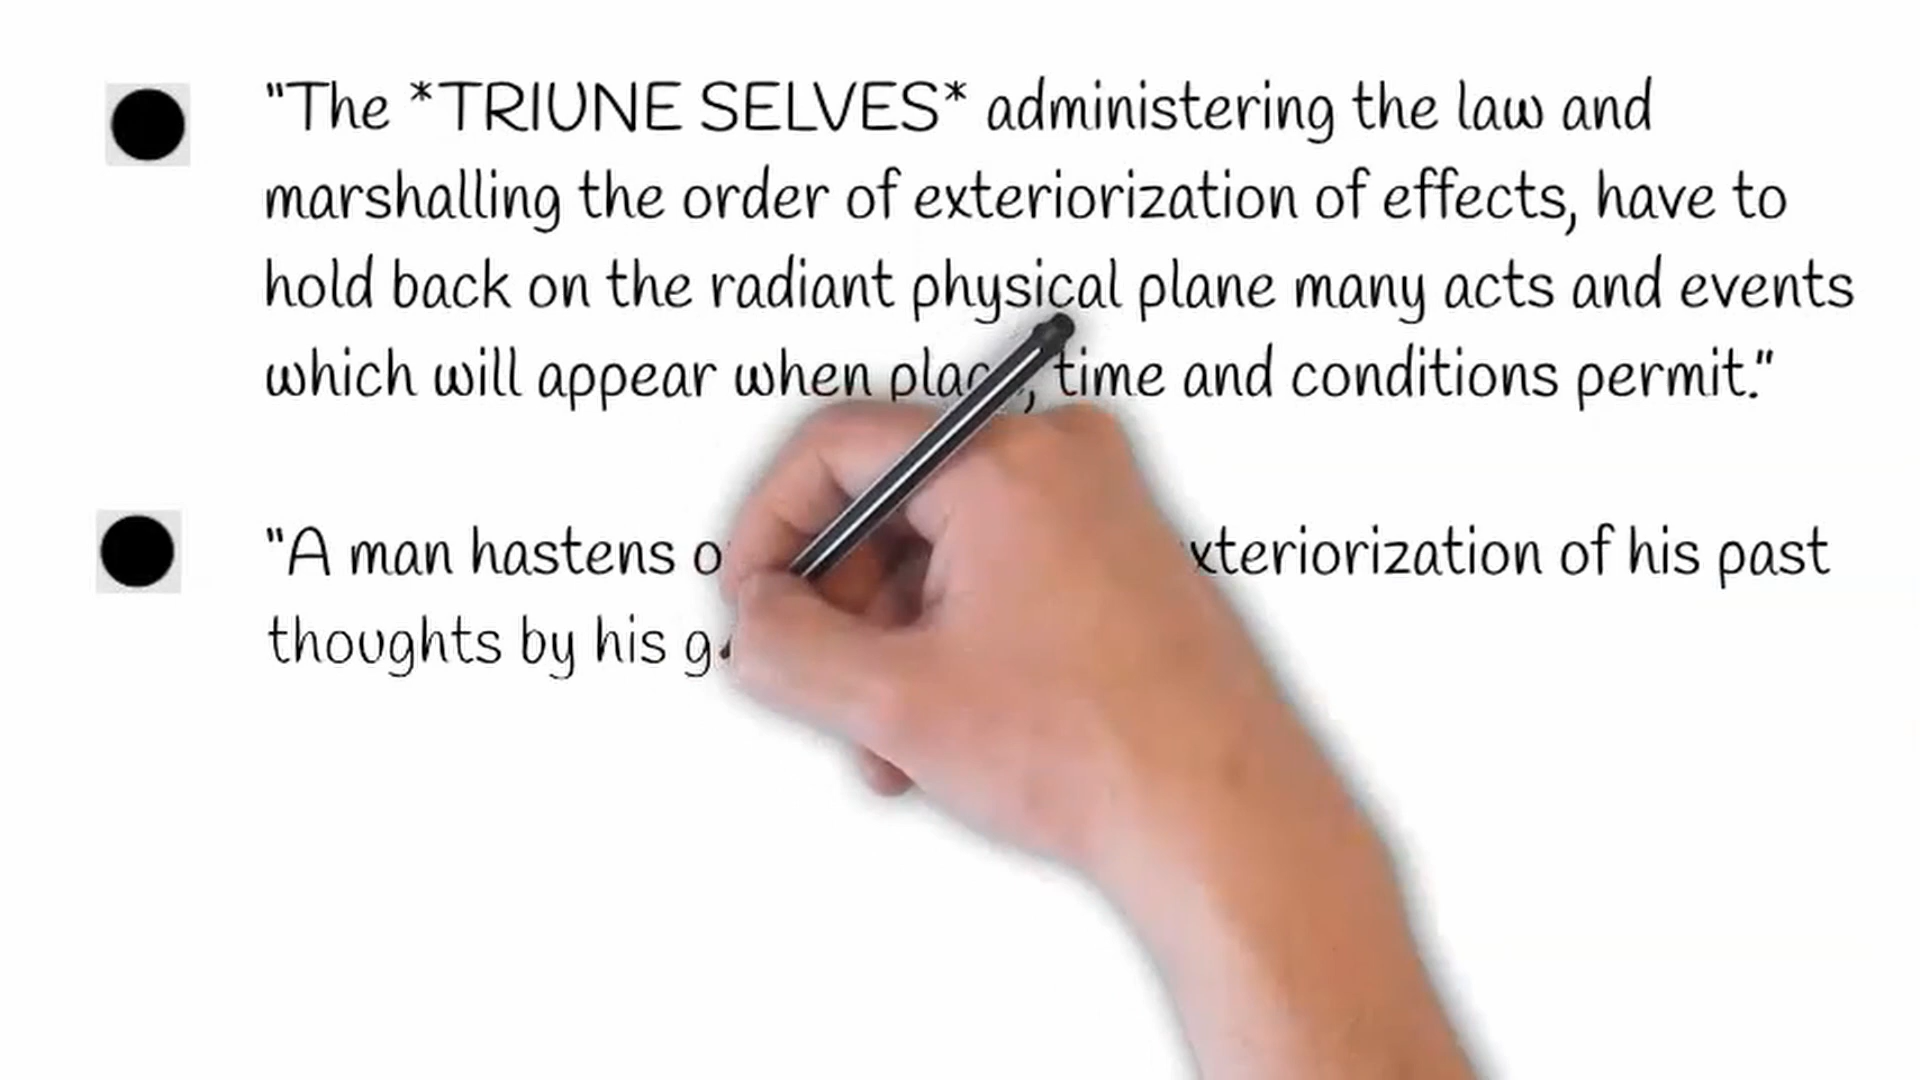 "The *TRIUNE SELVES* administering the law and
marshalling the order of exteriorization of effects, have to
hold back on the radiant physical plane many acts and events
which will appear when place, time and conditions permit."
"A man hastens of his past
thoughts by his